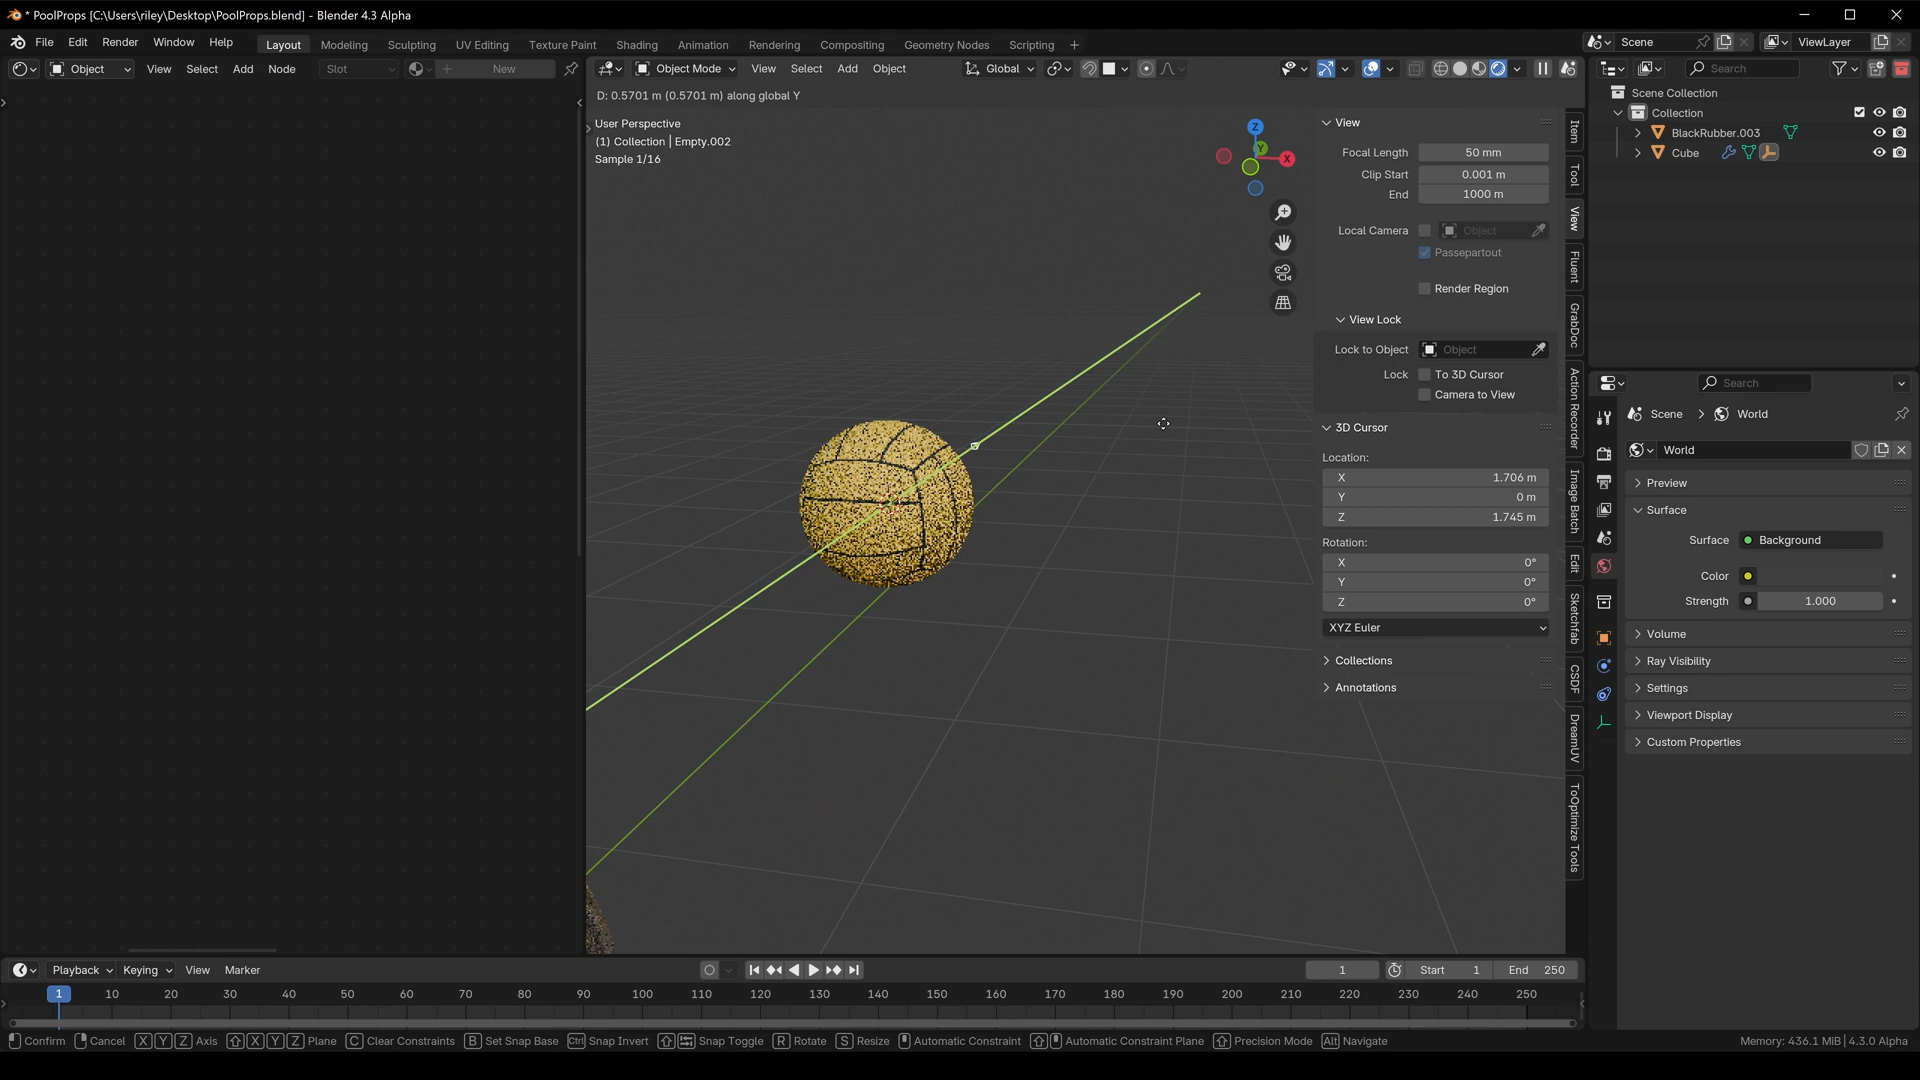 * PoolProps [C:\Users\riley\Desktop\PoolProps.blend] - Blender 4.3 Alpha
File Edit Render Window Help Layout Modeling Sculpting UV Editing Texture Paint Shading Animation Rendering Compositing Geometry Nodes Scripting + Scene ViewLayer
Object View Select Add Node Slot New
Object Mode View Select Add Object Global
Search
D: 0.5701 m (0.5701 m) along global Y
User Perspective
(1) Collection | Empty.002
Sample 1/16
Z
Y
X
View
Focal Length 50 mm
Clip Start 0.001 m
End 1000 m
Local Camera Object
Passepartout
Render Region
View Lock
Lock to Object Object
Lock To 3D Cursor
Camera to View
3D Cursor
Location:
X 1.706 m
Y 0 m
Z 1.745 m
Rotation:
X 0°
Y 0°
Z 0°
XYZ Euler
Collections
Annotations
Item
Tool
View
Fluent
GrabDoc
Action Recorder
Image Batch
Edit
Sketchfab
CSDF
DreamUV
ToOptimize Tools
Scene Collection
Collection
BlackRubber.003
Cube
Search
Scene > World
World
Preview
Surface
Surface Background
Color
Strength 1.000
Volume
Ray Visibility
Settings
Viewport Display
Custom Properties
Playback Keying View Marker 1 Start 1 End 250
1 10 20 30 40 50 60 70 80 90 100 110 120 130 140 150 160 170 180 190 200 210 220 230 240 250
Confirm Cancel X Y Z Axis X Y Z Plane C Clear Constraints B Set Snap Base Ctrl Snap Invert Snap Toggle R Rotate S Resize Automatic Constraint Automatic Constraint Plane Precision Mode Alt Navigate Memory: 436.1 MiB | 4.3.0 Alpha